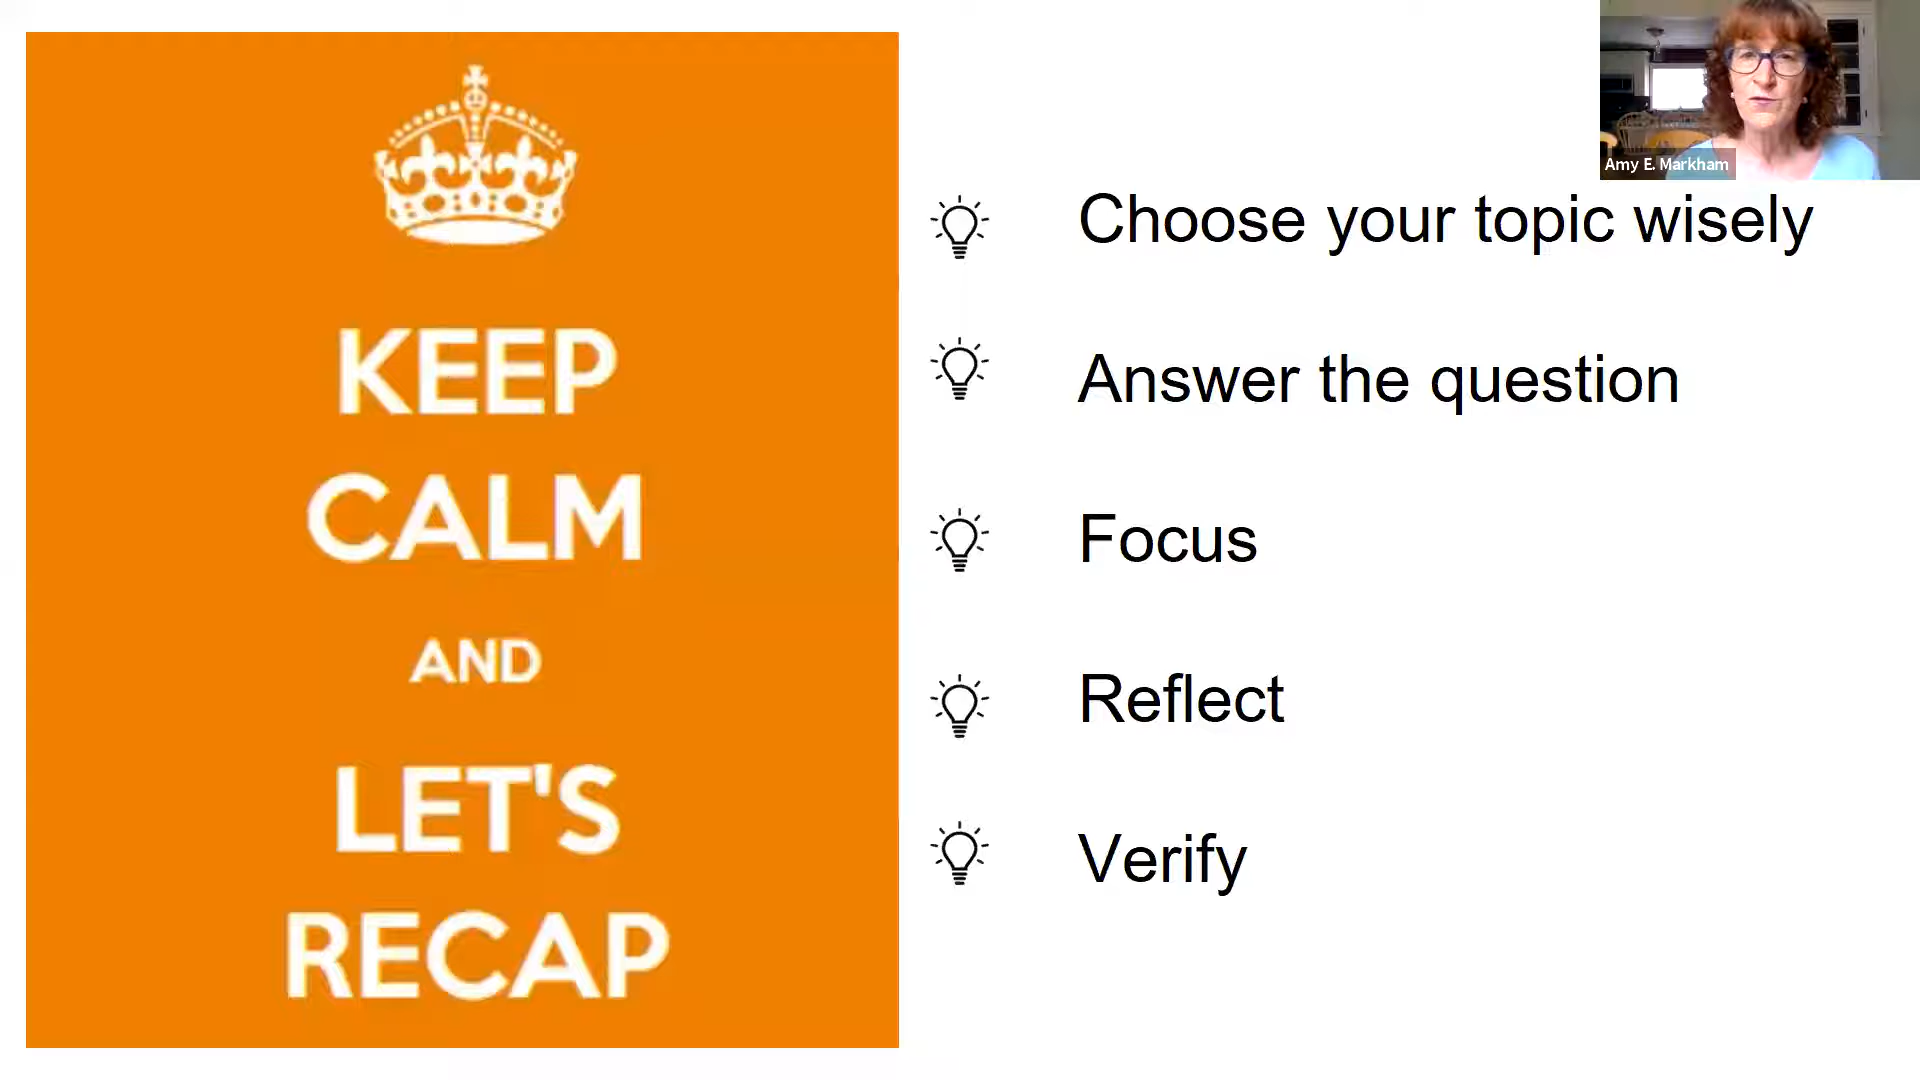 KEEP
CALM
AND
LET'S
RECAP
Choose your topic wisely
Answer the question
Focus
Reflect
Verify
Amy E. Markham